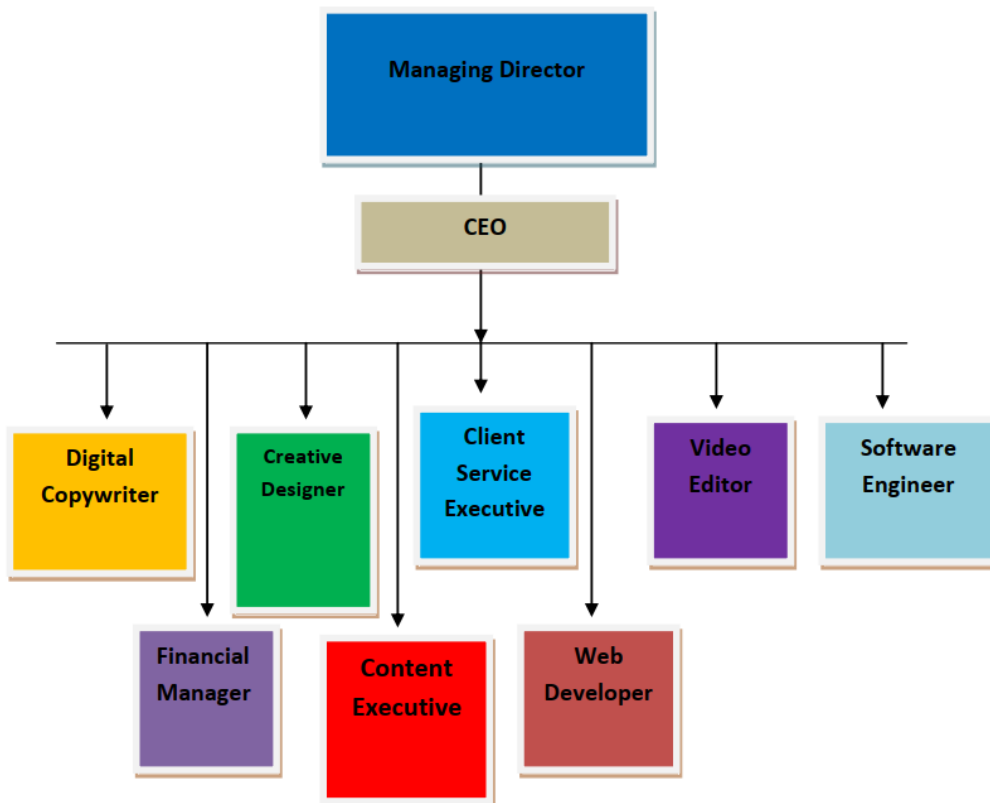 Managing Director
CEO
Digital
Copywriter
Creative
Designer
Client
Service
Executive
Video
Editor
Software
Engineer
Financial
Manager
Content
Executive
Web
Developer